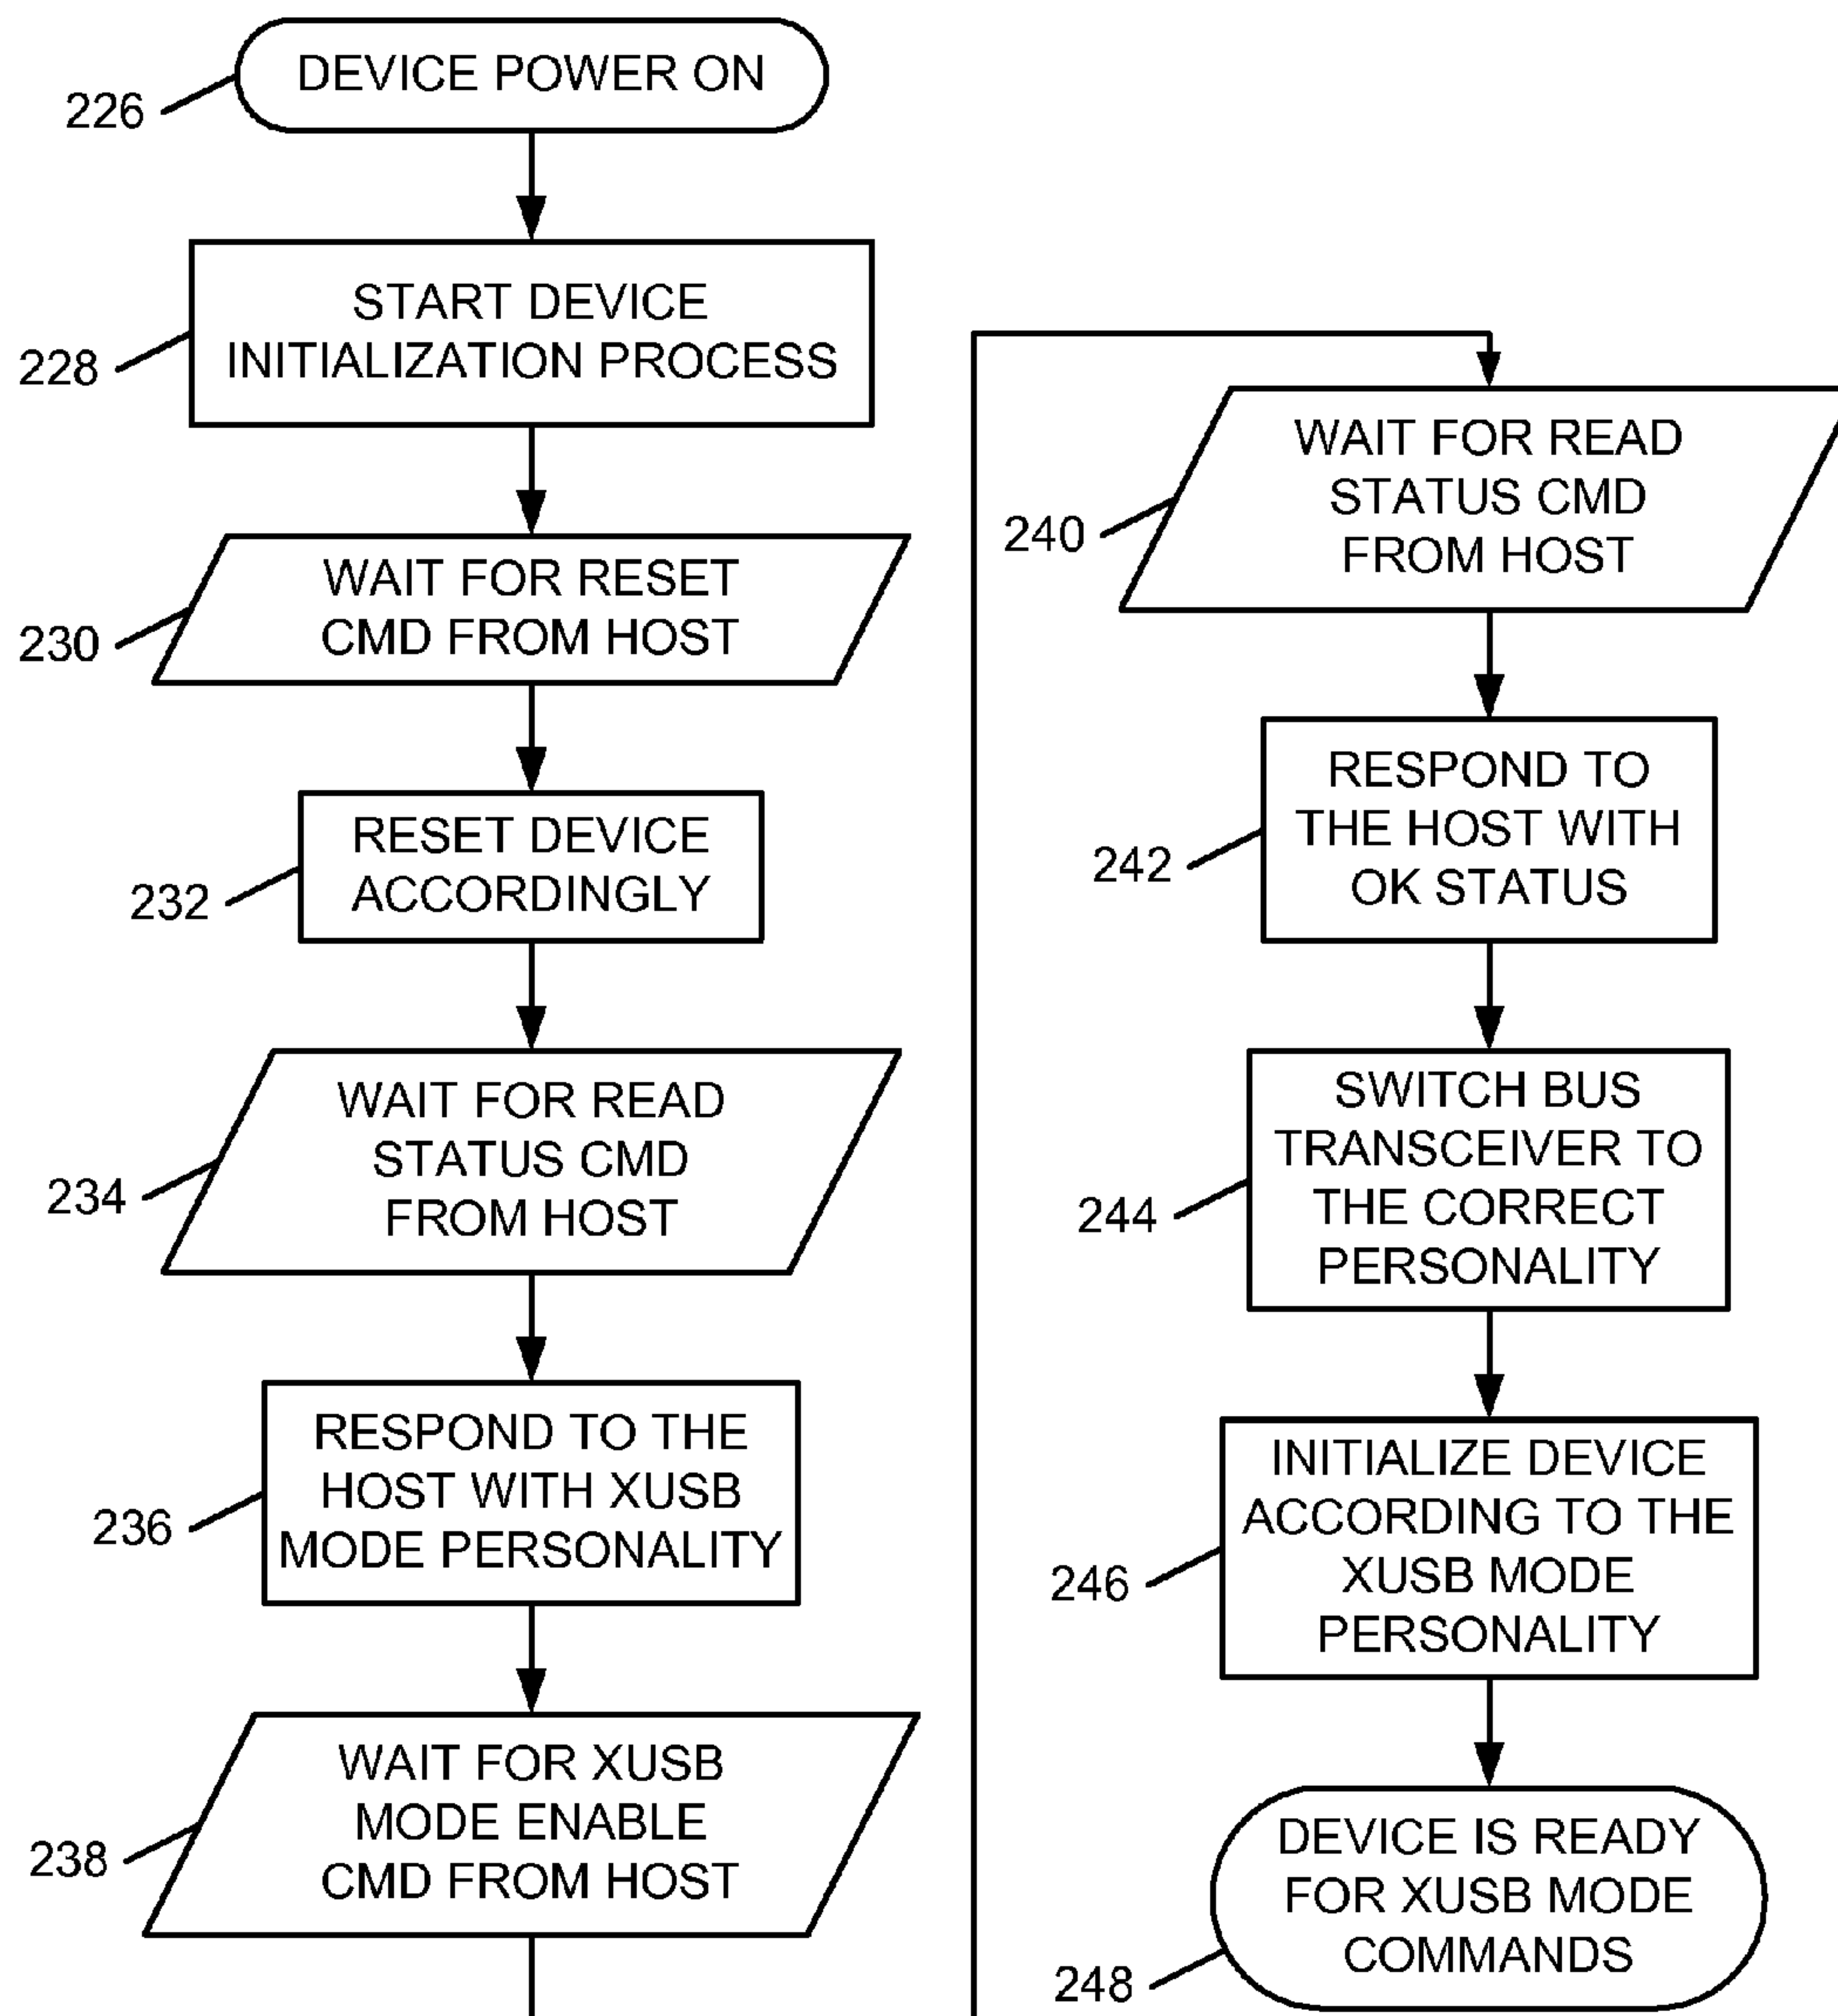 DEVICE POWER ON
226
START DEVICE
INITIALIZATION PROCESS
228
WAIT FOR RESET
CMD FROM HOST
230
RESET DEVICE
ACCORDINGLY
232
WAIT FOR READ
STATUS CMD
FROM HOST
234
RESPOND TO THE
HOST WITH XUSB
MODE PERSONALITY
236
WAIT FOR XUSB
MODE ENABLE
CMD FROM HOST
238
WAIT FOR READ
STATUS CMD
FROM HOST
240
RESPOND TO
THE HOST WITH
OK STATUS
242
SWITCH BUS
TRANSCEIVER TO
THE CORRECT
PERSONALITY
244
INITIALIZE DEVICE
ACCORDING TO THE
XUSB MODE
PERSONALITY
246
DEVICE IS READY
FOR XUSB MODE
COMMANDS
248